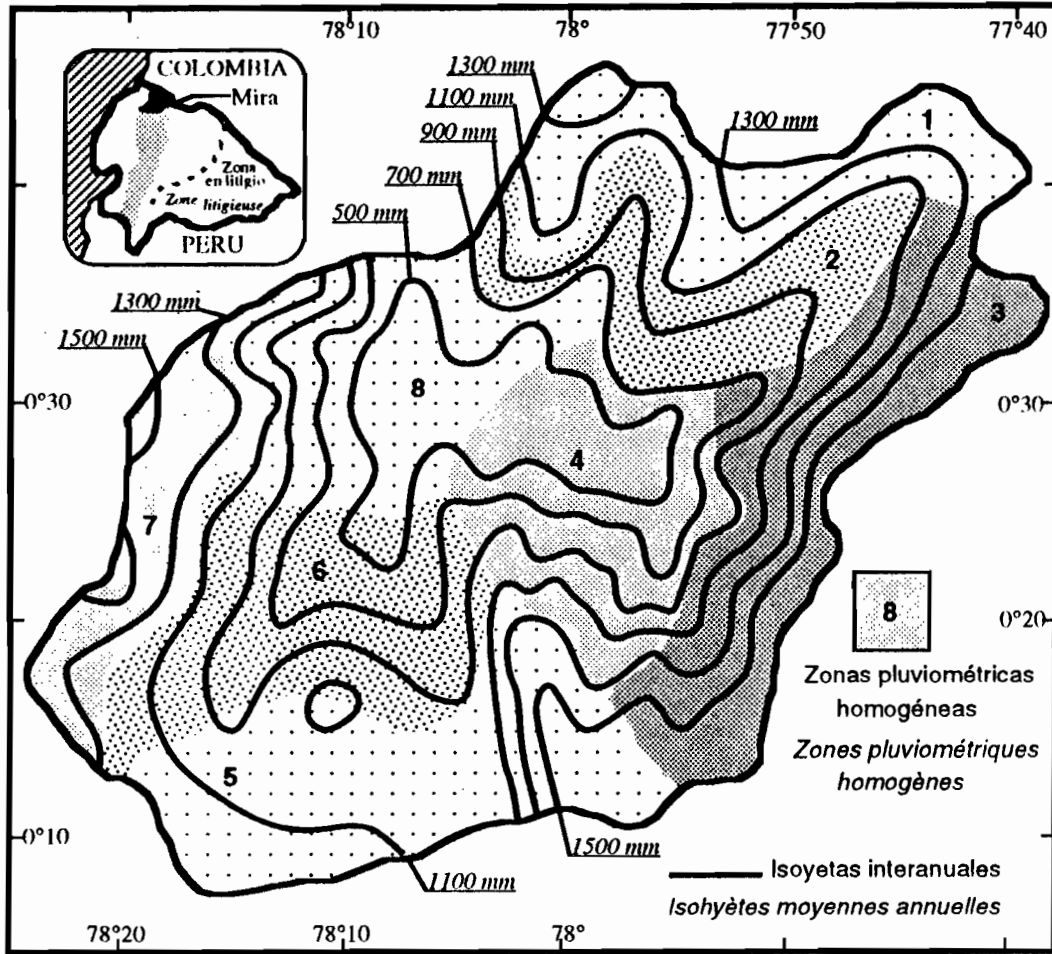 78°10
78°
77°50
77°40
COLOMBIA
Mira
Zona
en litigio
Zone
litigieuse
PERU
1300 mm
1100 mm
900 mm
700 mm
500 mm
1300 mm
1300 mm
1500 mm
1
2
3
8
4
7
6
5
0°30
0°30
0°20
0°10
8
Zonas pluviométricas
homogéneas
Zones pluviométriques
homogènes
1500 mm
1100 mm
Isoyetas interanuales
Isohyètes moyennes annuelles
78°20
78°10
78°